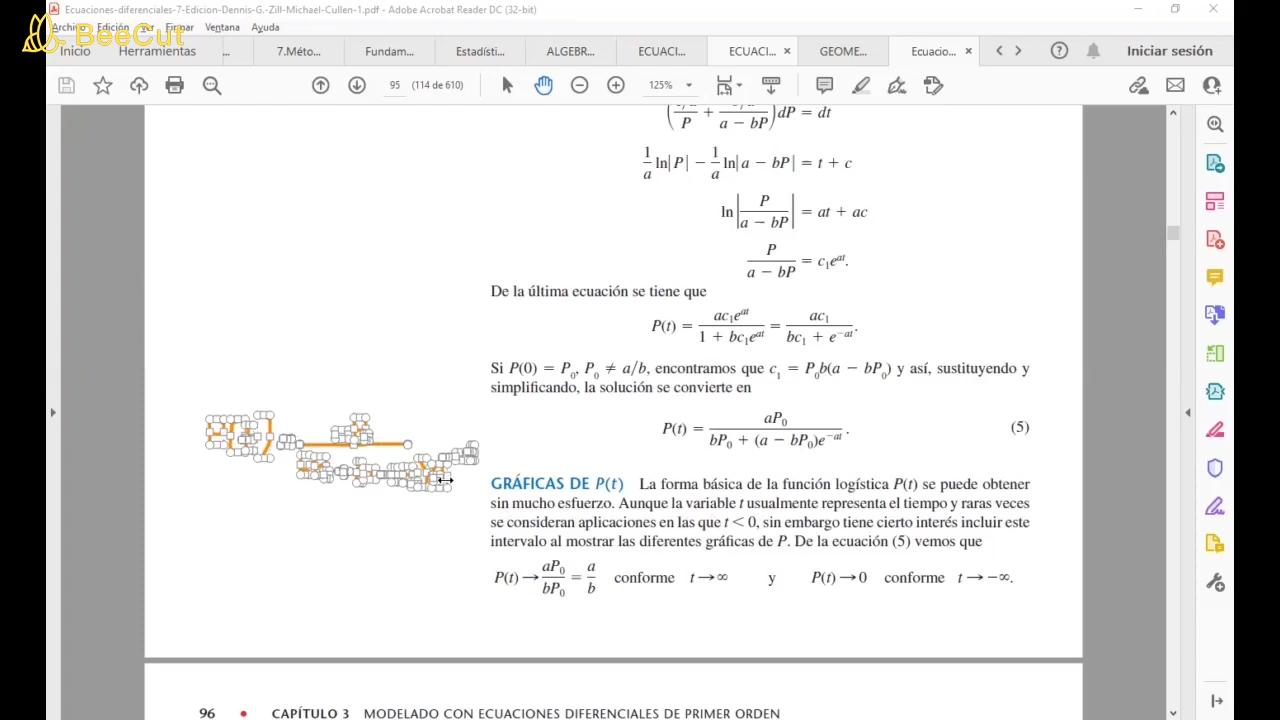 Ecuaciones-diferenciales-7-Edicion-Dennis-G.-Zill-Michael-Cullen-1.pdf - Adobe Acrobat Reader DC (32-bit)
Archivo Edición Ver Firmar Ventana Ayuda
BeeCut
Inicio Herramientas ... 7.Méto... Fundam... Estadísti... ALGEBR... ECUACI... ECUACI... × GEOME... Ecuacio... × Iniciar sesión
95 (114 de 610) 125%
P + a − bP dP = dt
1/a ln|P| − 1/a ln|a − bP| = t + c
ln|P/(a − bP)| = at + ac
P/(a − bP) = c₁eᵃᵗ.
De la última ecuación se tiene que
P(t) = ac₁eᵃᵗ/(1 + bc₁eᵃᵗ) = ac₁/(bc₁ + e⁻ᵃᵗ).
Si P(0) = P₀, P₀ ≠ a/b, encontramos que c₁ = P₀b(a − bP₀) y así, sustituyendo y
simplificando, la solución se convierte en
P(t) = aP₀/(bP₀ + (a − bP₀)e⁻ᵃᵗ). (5)
GRÁFICAS DE P(t) La forma básica de la función logística P(t) se puede obtener
sin mucho esfuerzo. Aunque la variable t usualmente representa el tiempo y raras veces
se consideran aplicaciones en las que t < 0, sin embargo tiene cierto interés incluir este
intervalo al mostrar las diferentes gráficas de P. De la ecuación (5) vemos que
P(t) → aP₀/bP₀ = a/b conforme t → ∞ y P(t) → 0 conforme t → −∞.
96 • CAPÍTULO 3 MODELADO CON ECUACIONES DIFERENCIALES DE PRIMER ORDEN